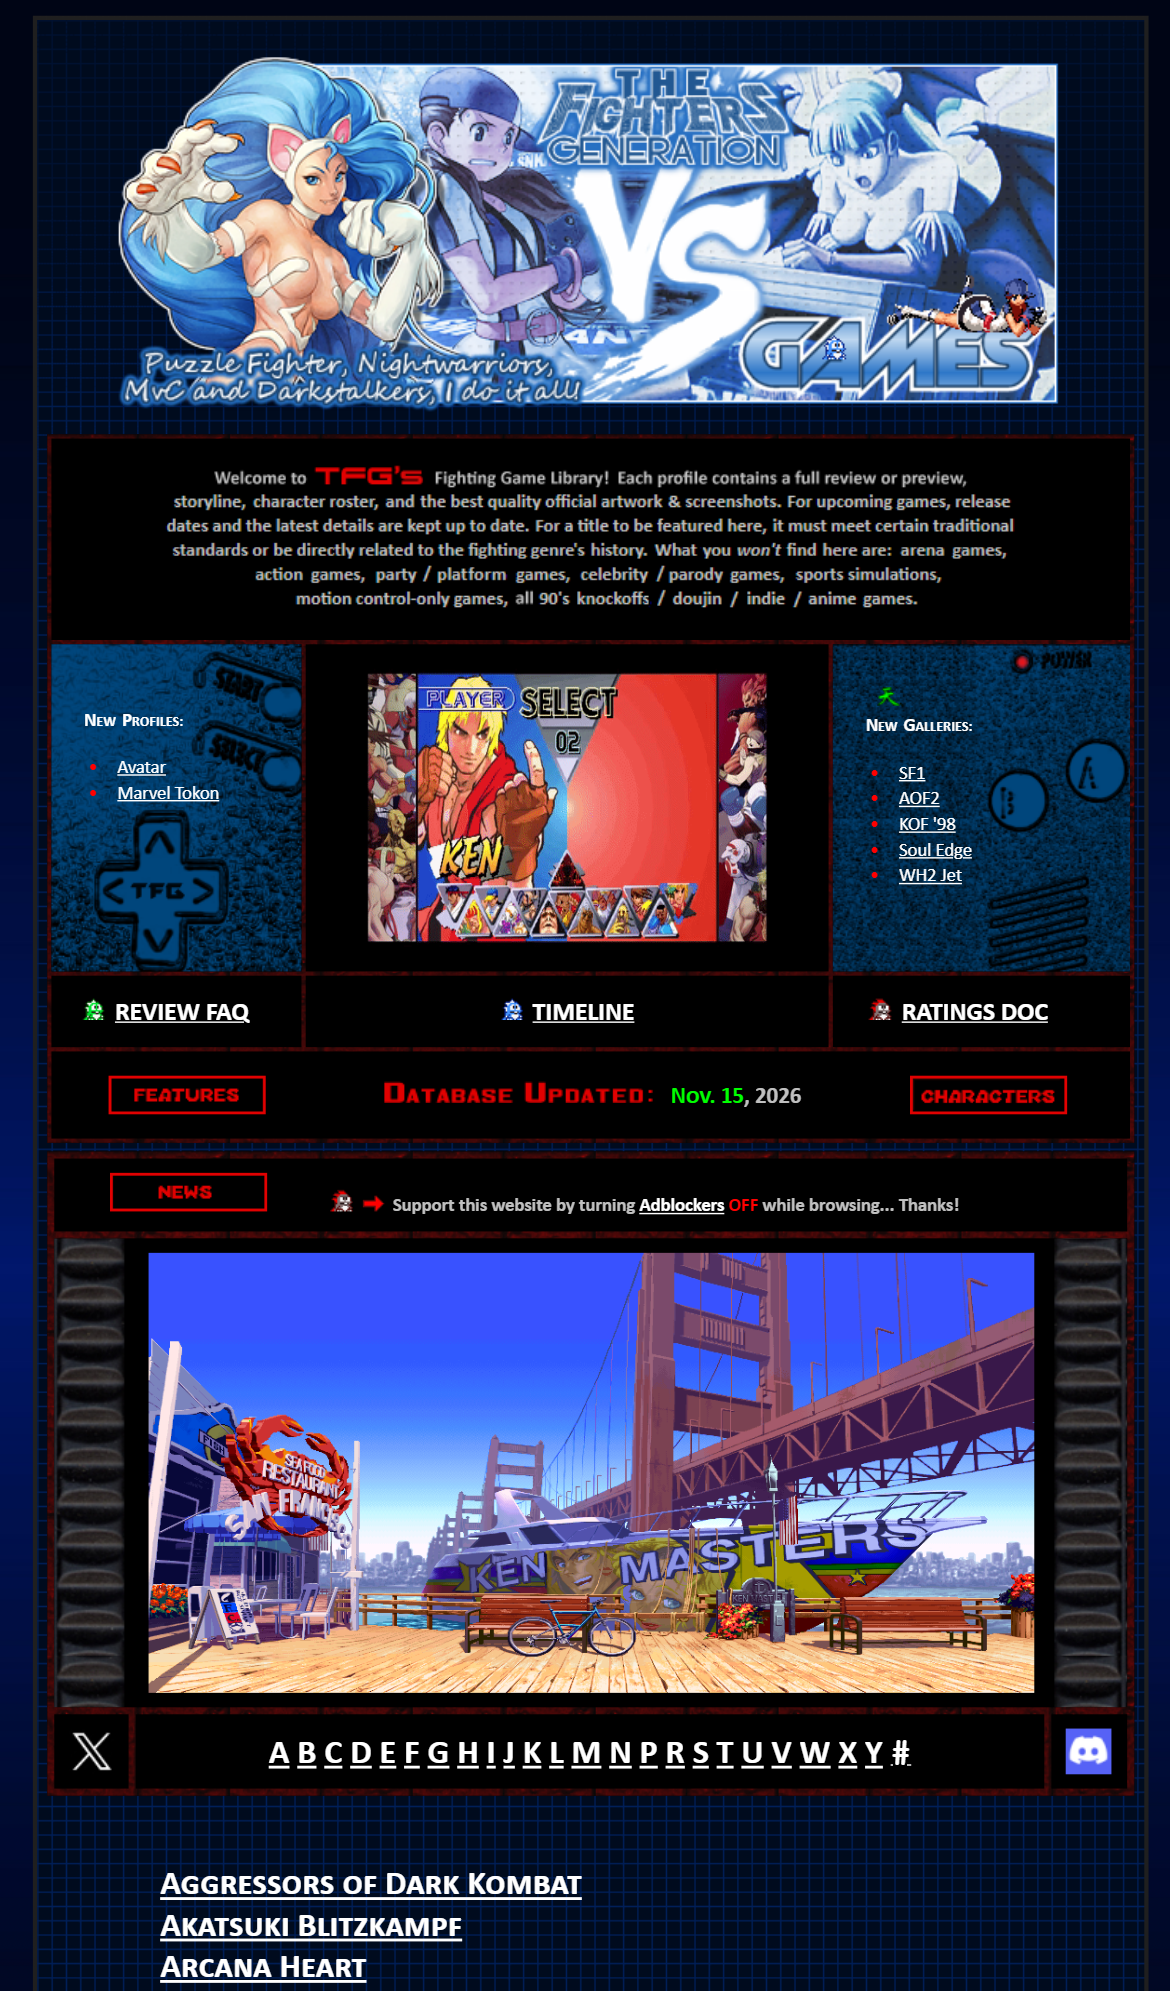 THE
FIGHTERS
GENERATION
VS
GAMES
Puzzle Fighter, Nightwarriors,
MvC and Darkstalkers, I do it all!
Welcome to TFG's Fighting Game Library! Each profile contains a full review or preview,
storyline, character roster, and the best quality official artwork & screenshots. For upcoming games, release
dates and the latest details are kept up to date. For a title to be featured here, it must meet certain traditional
standards or be directly related to the fighting genre's history. What you won't find here are: arena games,
action games, party / platform games, celebrity / parody games, sports simulations,
motion control-only games, all 90's knockoffs / doujin / indie / anime games.
START
SELECT
New Profiles:
Avatar
Marvel Tokon
TFG
PLAYER SELECT
02
KEN
POWER
天
New Galleries:
A
B
SF1
AOF2
KOF '98
Soul Edge
WH2 Jet
REVIEW FAQ
TIMELINE
RATINGS DOC
FEATURES
Database Updated: Nov. 15, 2026
CHARACTERS
NEWS
Support this website by turning Adblockers OFF while browsing... Thanks!
FISH
SEA FOOD
RESTAURANT
SAN FRANCISCO
KEN MASTERS
KEN MAST
X
A B C D E F G H I J K L M N P R S T U V W X Y #
Aggressors of Dark Kombat
Akatsuki Blitzkampf
Arcana Heart